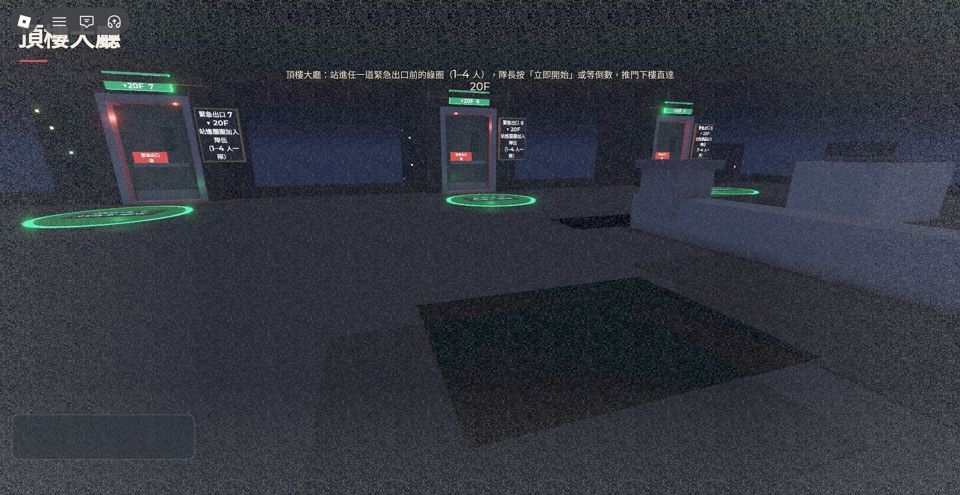 頂樓大廳
頂樓大廳：站進任一道緊急出口前的綠圈（1–4 人），隊長按「立即開始」或等倒數，推門下樓直達
20F
▼20F 7
緊急出口 7
▼ 20F
站進圈圈加入
隊伍
（1–4 人一
隊）
緊急出口
▼20F 6
緊急出口 6
▼ 20F
站進圈圈加入
隊伍
（1–4 人一
隊）